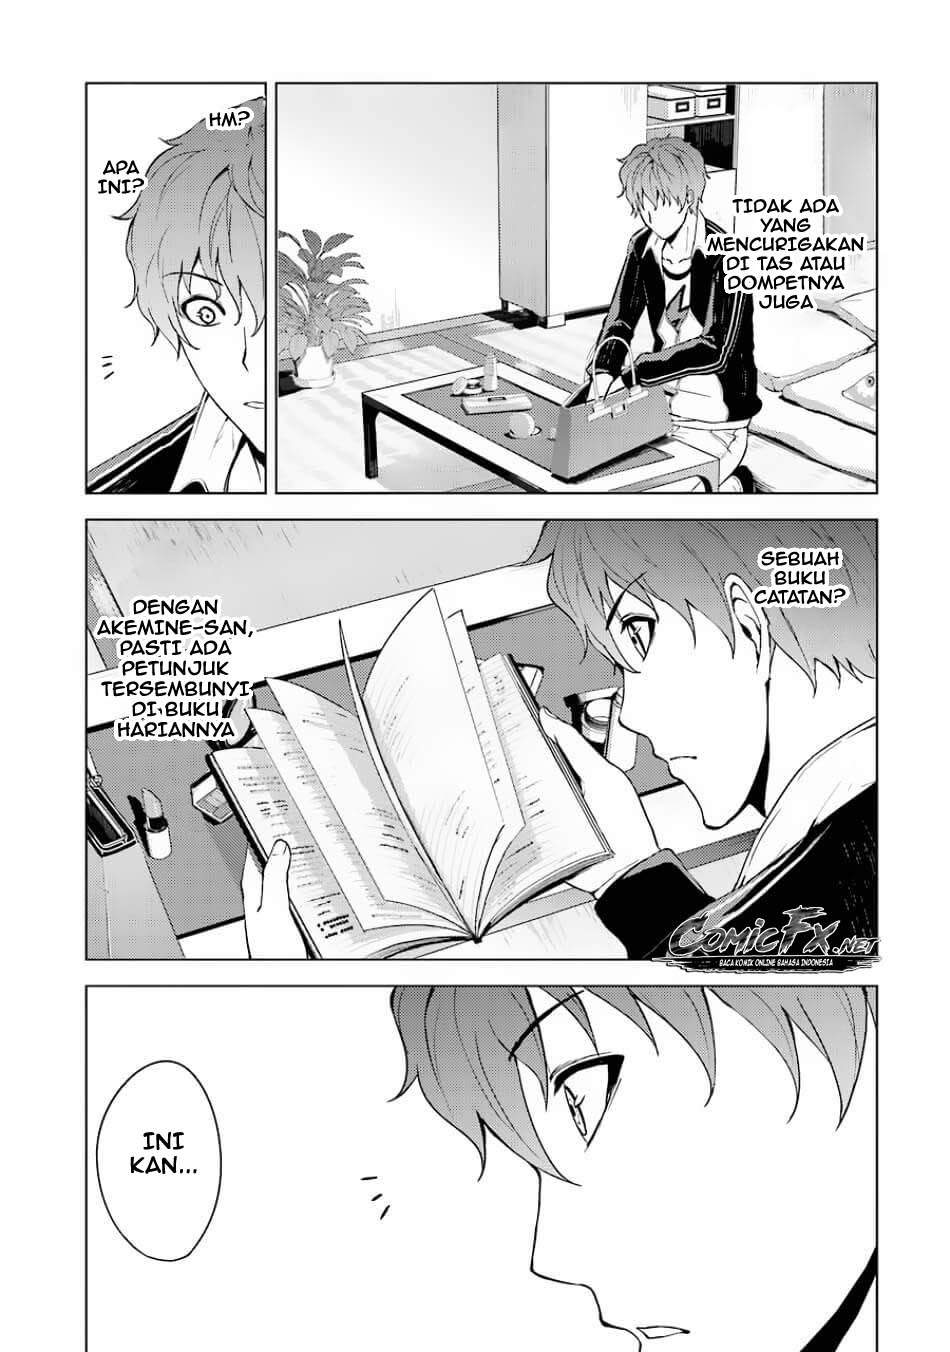 TIDAK ADA
YANG
MENCURIGAKAN
DI TAS ATAU
DOMPETNYA
JUGA
HM?
APA
INI?
SEBUAH
BUKU
CATATAN?
DENGAN
AKEMINE-SAN,
PASTI ADA
PETUNJUK
TERSEMBUNYI
DI BUKU
HARIANNYA
COMICFX.NET
BACA KOMIK ONLINE BAHASA INDONESIA
INI
KAN...